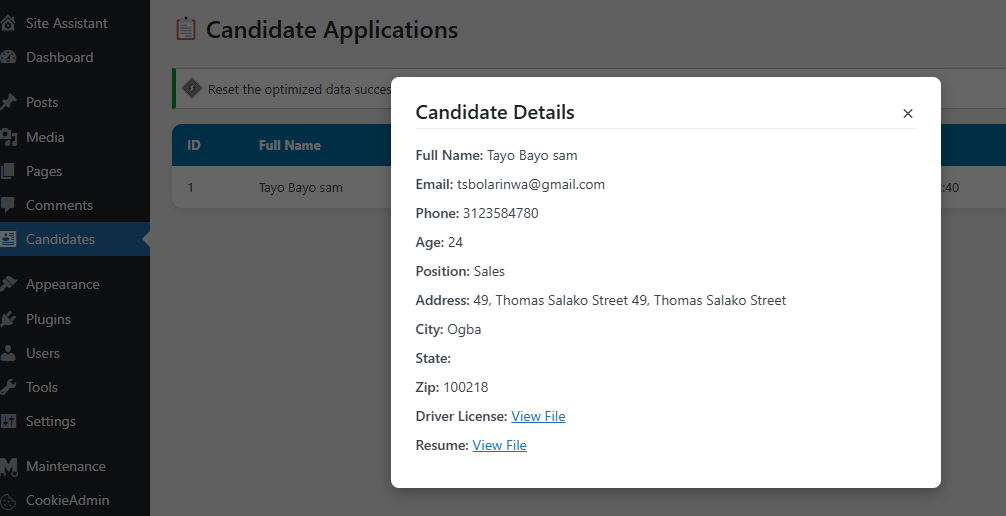 Site Assistant
Dashboard
Posts
Media
Pages
Comments
Candidates
Appearance
Plugins
Users
Tools
Settings
Maintenance
CookieAdmin
Candidate Applications
Reset the optimized data
ID Full Name
1 Tayo Bayo sam
:40
Candidate Details
×
Full Name: Tayo Bayo sam
Email: tsbolarinwa@gmail.com
Phone: 3123584780
Age: 24
Position: Sales
Address: 49, Thomas Salako Street 49, Thomas Salako Street
City: Ogba
State:
Zip: 100218
Driver License: View File
Resume: View File